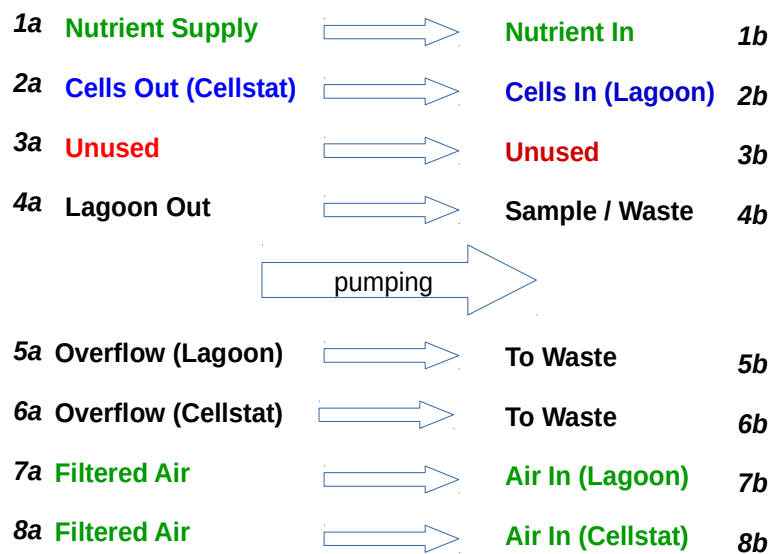 1a Nutrient Supply Nutrient In 1b
2a Cells Out (Cellstat) Cells In (Lagoon) 2b
3a Unused Unused 3b
4a Lagoon Out Sample / Waste 4b
pumping
5a Overflow (Lagoon) To Waste 5b
6a Overflow (Cellstat) To Waste 6b
7a Filtered Air Air In (Lagoon) 7b
8a Filtered Air Air In (Cellstat) 8b